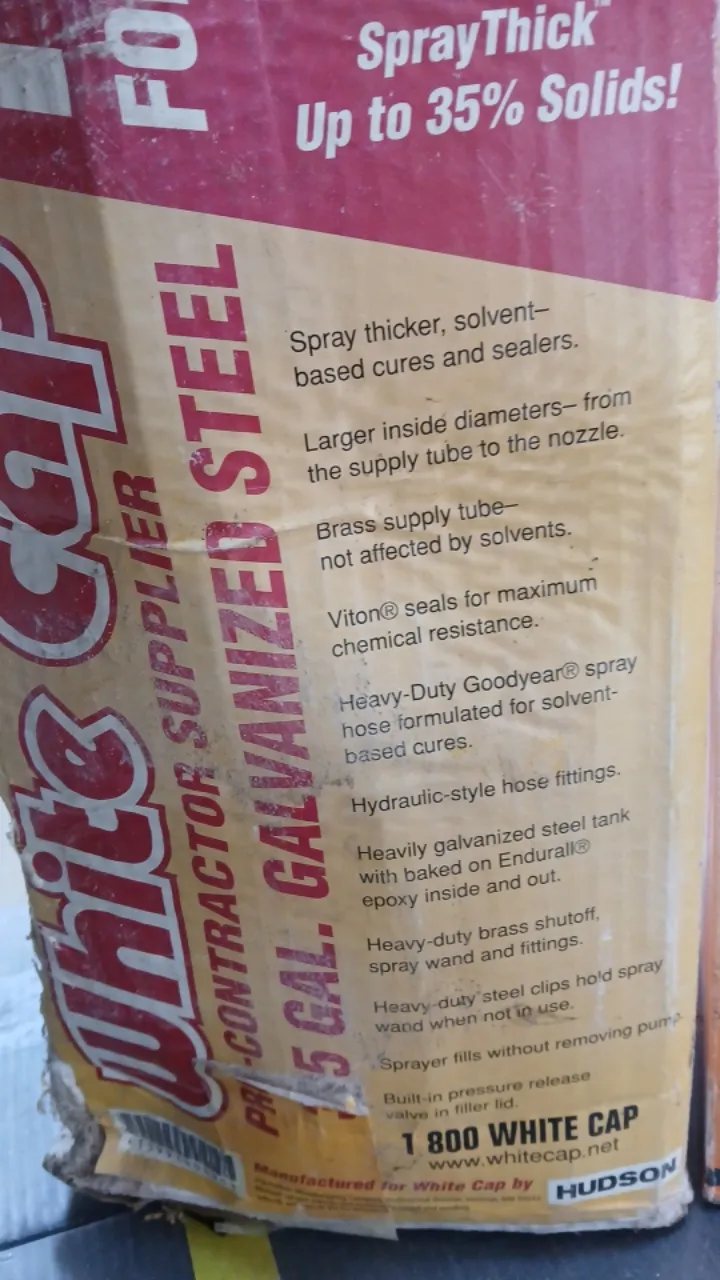 FO
SprayThick™
Up to 35% Solids!
White Cap
PRO-CONTRACTOR SUPPLIER
5 GAL. GALVANIZED STEEL
Spray thicker, solvent–
based cures and sealers.
Larger inside diameters– from
the supply tube to the nozzle.
Brass supply tube–
not affected by solvents.
Viton® seals for maximum
chemical resistance.
Heavy-Duty Goodyear® spray
hose formulated for solvent-
based cures.
Hydraulic-style hose fittings.
Heavily galvanized steel tank
with baked on Endurall®
epoxy inside and out.
Heavy-duty brass shutoff,
spray wand and fittings.
Heavy-duty steel clips hold spray
wand when not in use.
Sprayer fills without removing pump.
Built-in pressure release
valve in filler lid.
1 800 WHITE CAP
www.whitecap.net
Manufactured for White Cap by
HUDSON